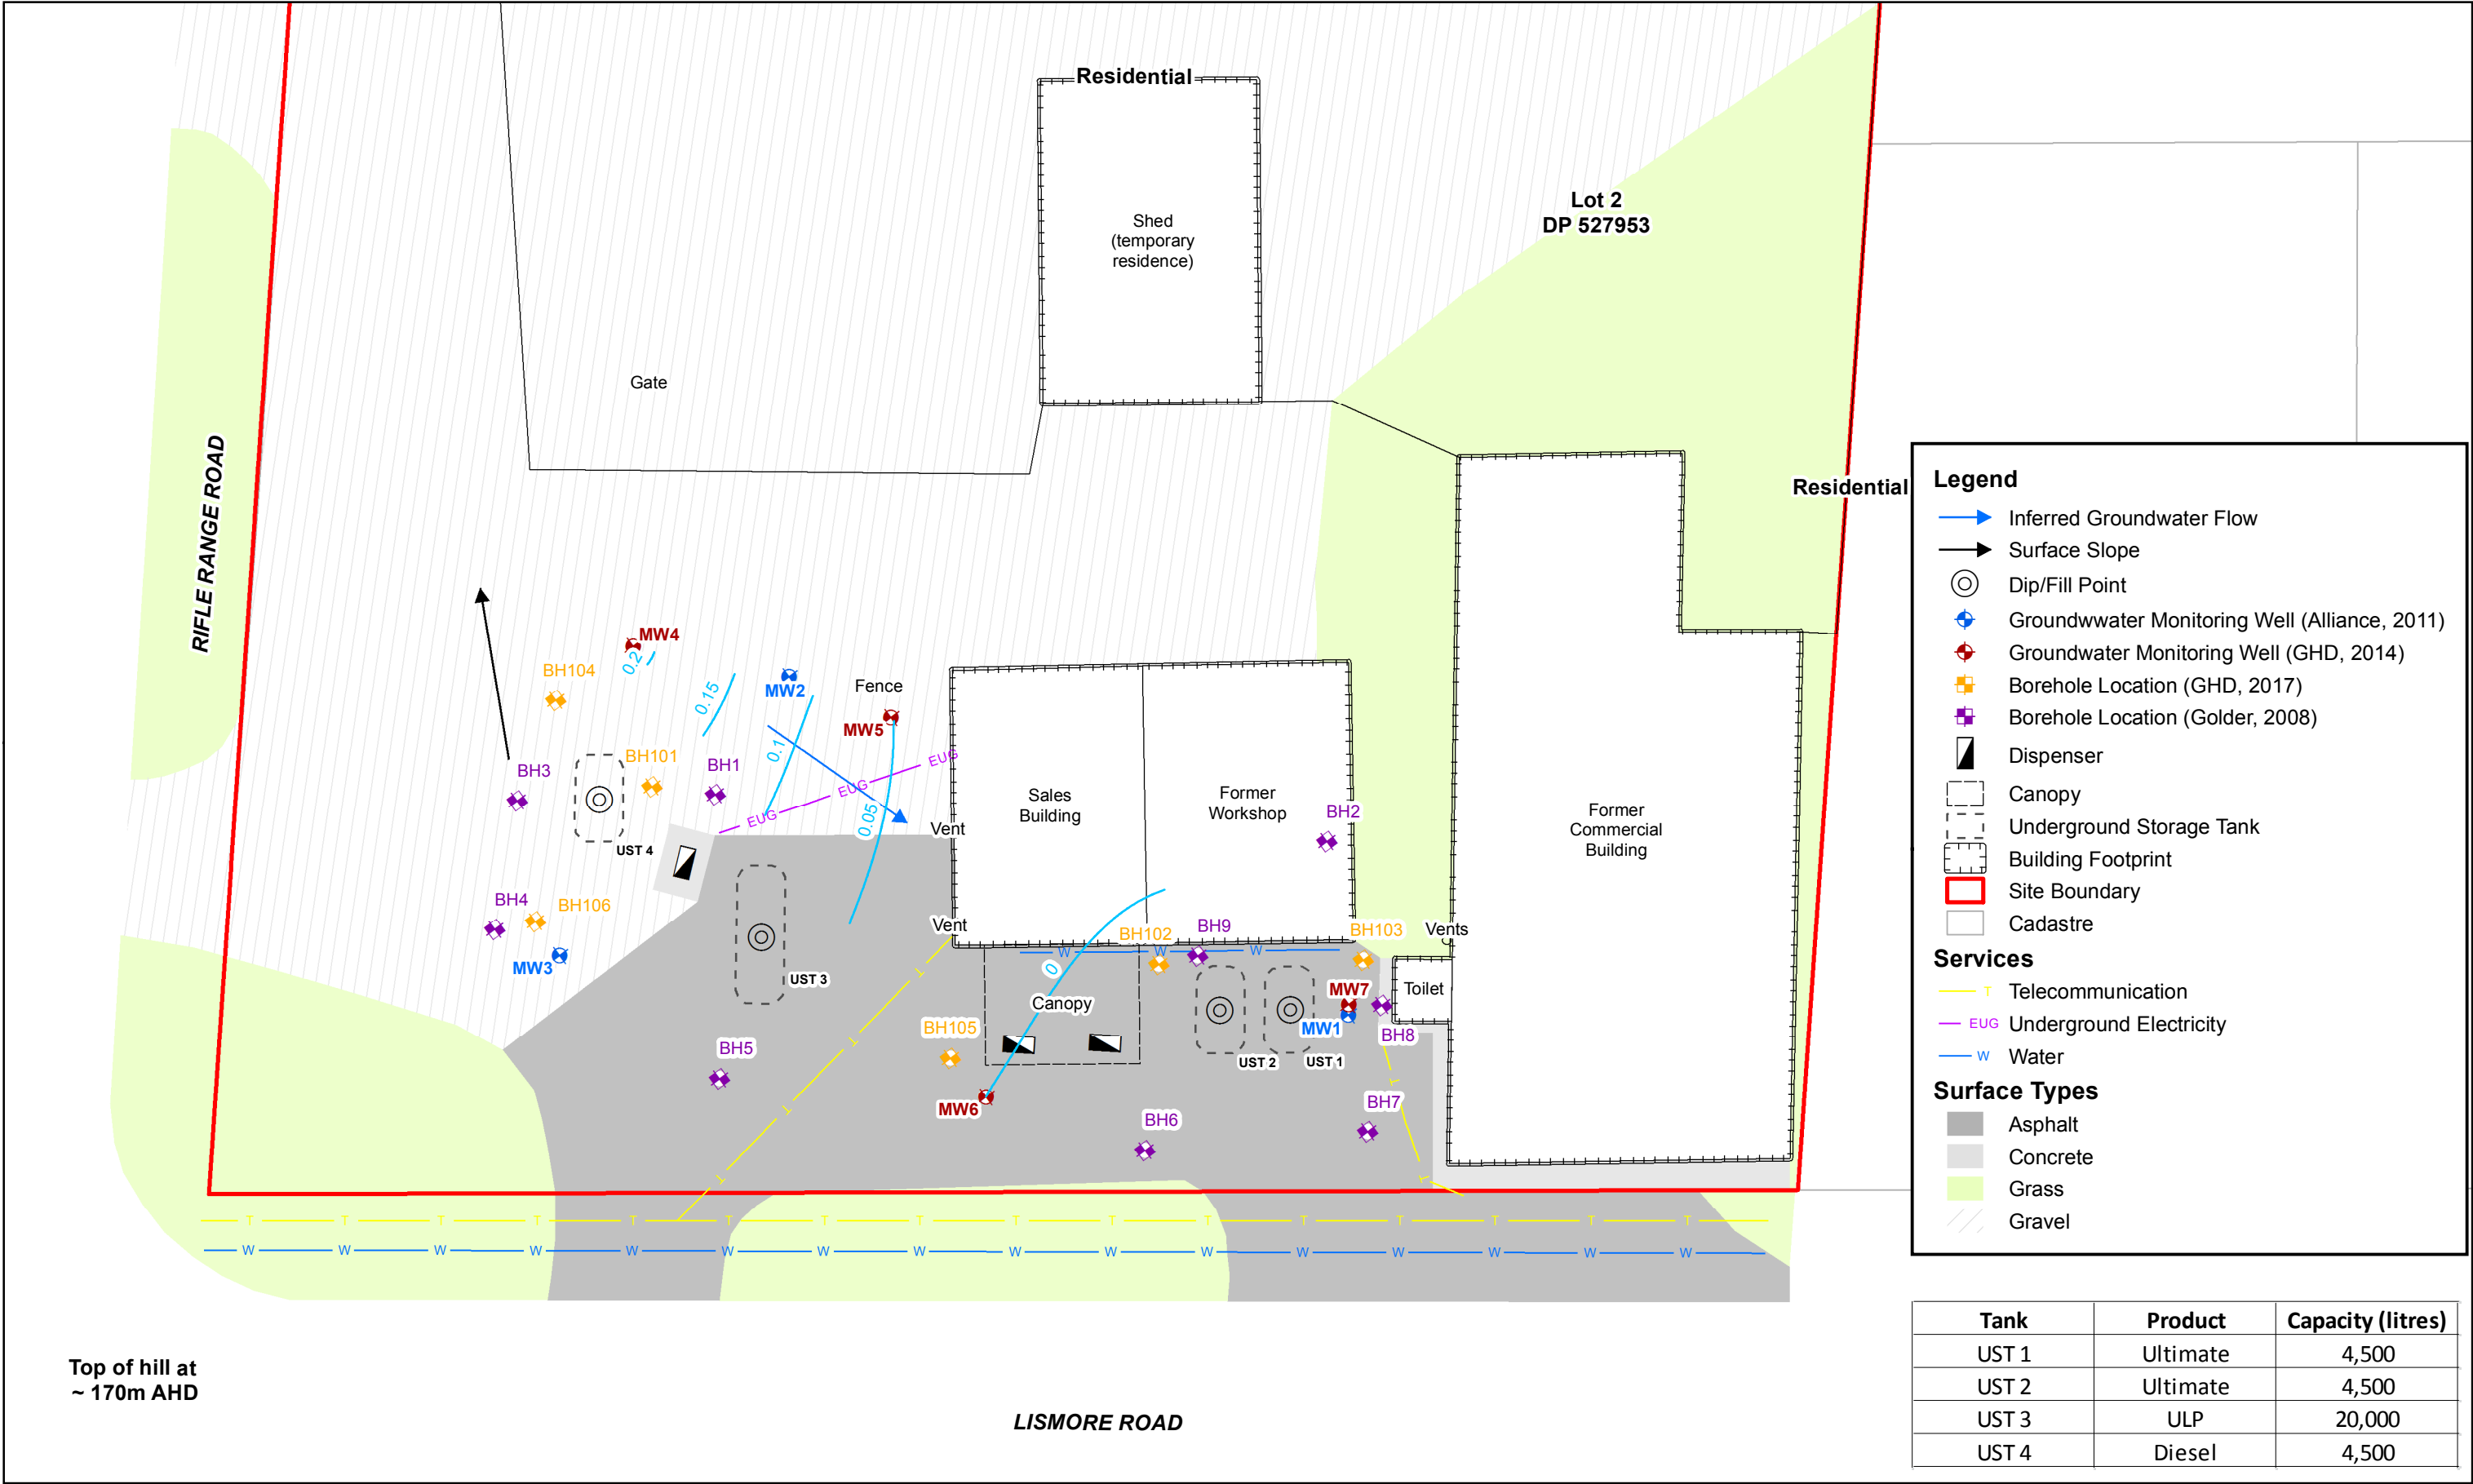 Residential
Shed
(temporary
residence)
Lot 2
DP 527953
Gate
RIFLE RANGE ROAD
Residential
MW4
0.2
BH104
0.15
MW2
Fence
MW5
0.1
BH3
BH101
BH1
EUG
EUG
EUG
0.05
UST 4
Vent
Sales
Building
Former
Workshop
BH2
Former
Commercial
Building
BH4
BH106
MW3
UST 3
Vent
BH102
BH9
BH103
Vents
W
W
W
0
Canopy
MW7
Toilet
MW1
BH8
BH105
BH5
UST 2
UST 1
MW6
BH6
BH7
T
T
T
T
T
T T T T T T T T T T T T T T T T
W W W W W W W W W W W W W W W W
Top of hill at
~ 170m AHD
LISMORE ROAD
Legend
Inferred Groundwater Flow
Surface Slope
Dip/Fill Point
Groundwwater Monitoring Well (Alliance, 2011)
Groundwater Monitoring Well (GHD, 2014)
Borehole Location (GHD, 2017)
Borehole Location (Golder, 2008)
Dispenser
Canopy
Underground Storage Tank
Building Footprint
Site Boundary
Cadastre
Services
T Telecommunication
EUG Underground Electricity
W Water
Surface Types
Asphalt
Concrete
Grass
Gravel
Tank Product Capacity (litres)
UST 1 Ultimate 4,500
UST 2 Ultimate 4,500
UST 3 ULP 20,000
UST 4 Diesel 4,500